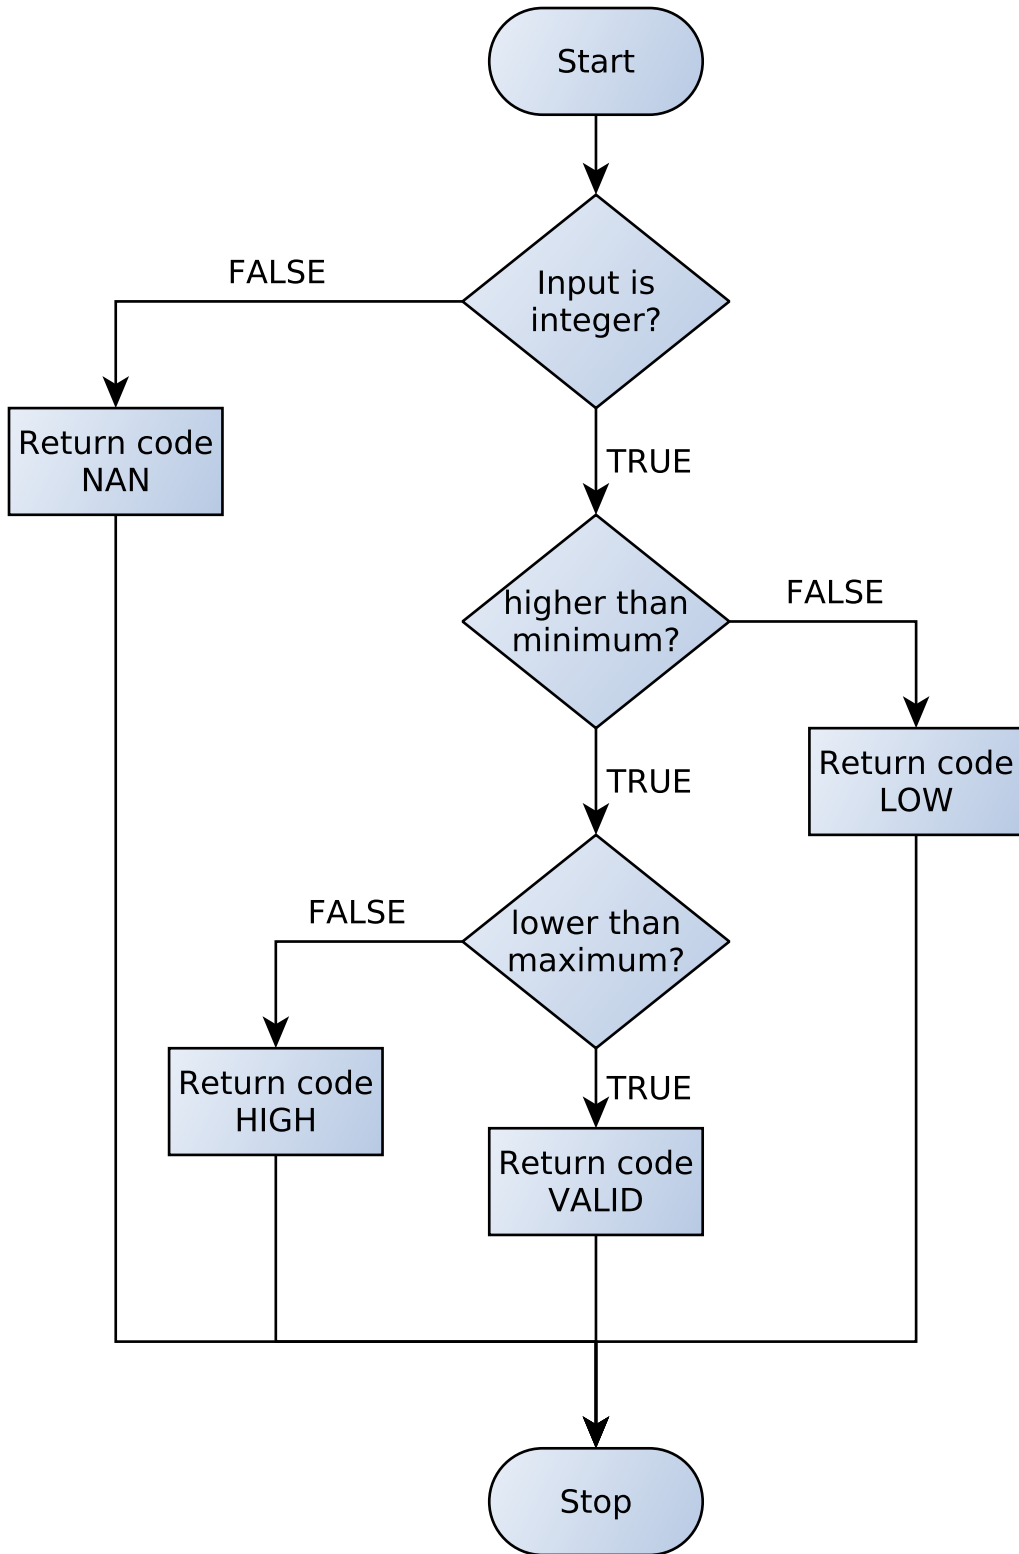 Start
FALSE
Input is
integer?
Return code
NAN
TRUE
higher than
minimum?
FALSE
TRUE
Return code
LOW
FALSE
lower than
maximum?
Return code
HIGH
TRUE
Return code
VALID
Stop